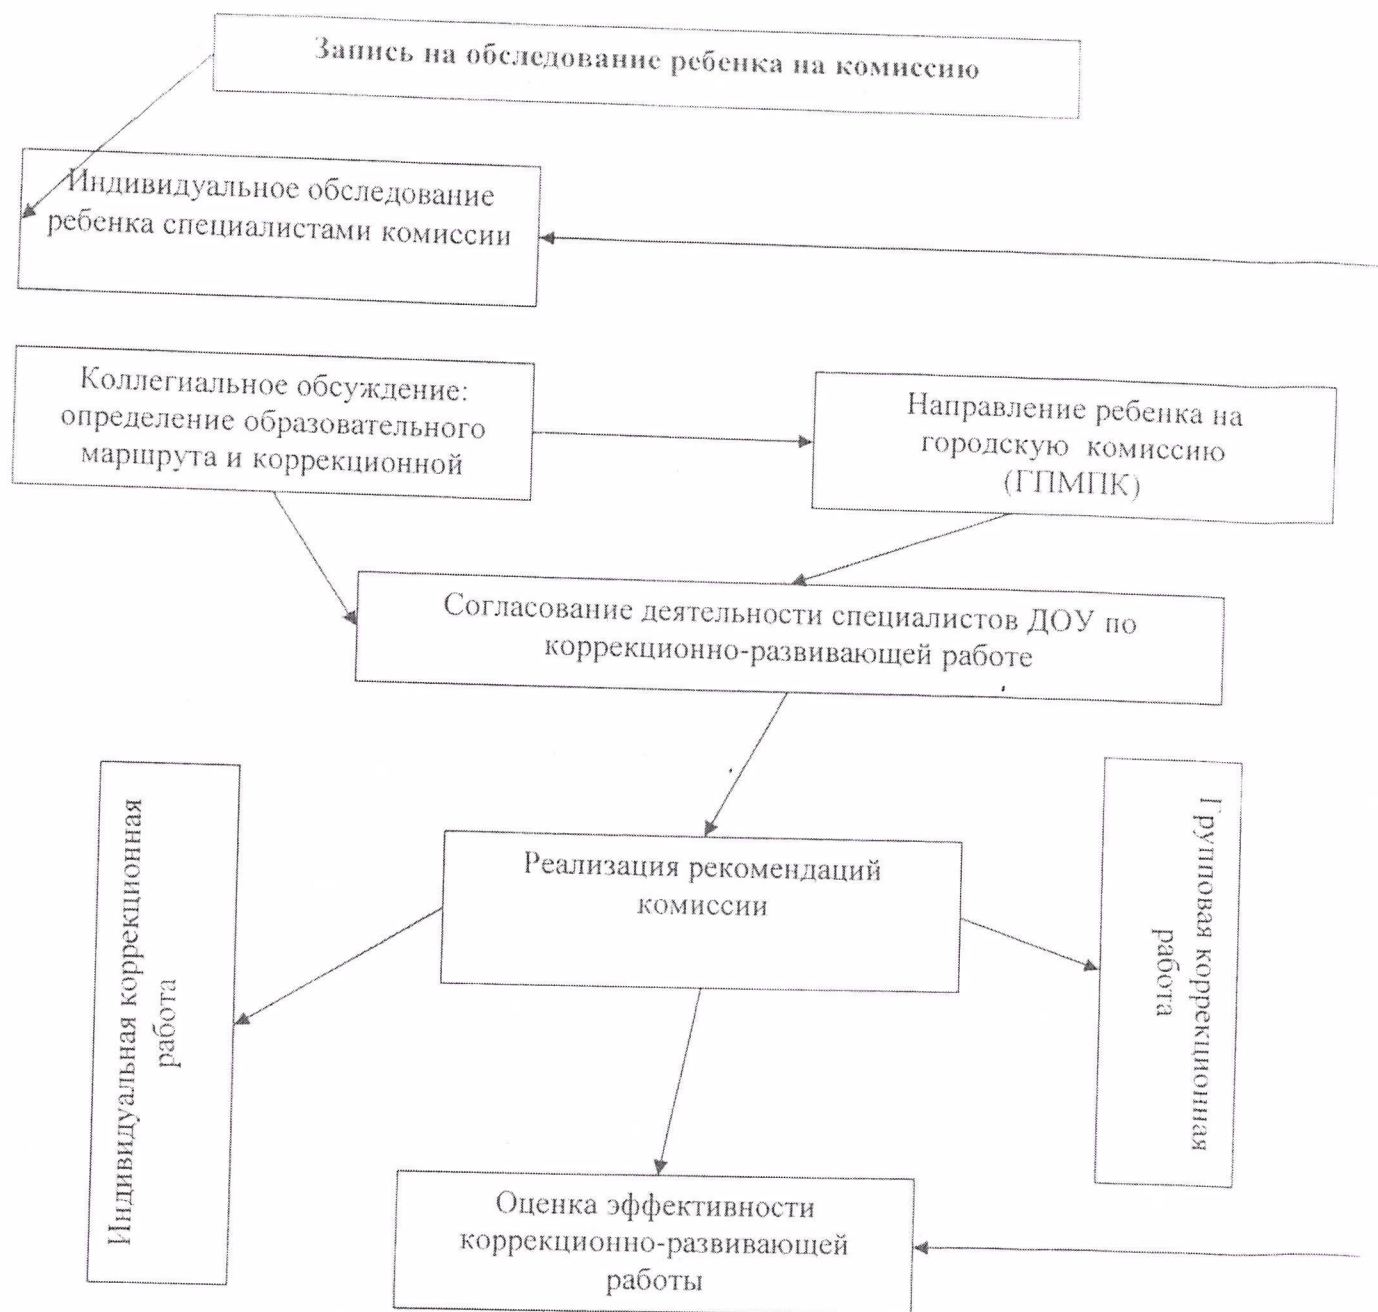 Запись на обследование ребенка на комиссию
Индивидуальное обследование
ребенка специалистами комиссии
Коллегиальное обсуждение:
определение образовательного
маршрута и коррекционной
Направление ребенка на
городскую комиссию
(ГПМПК)
Согласование деятельности специалистов ДОУ по
коррекционно-развивающей работе
Индивидуальная коррекционная
работа
Реализация рекомендаций
комиссии
Групповая коррекционная
работа
Оценка эффективности
коррекционно-развивающей
работы